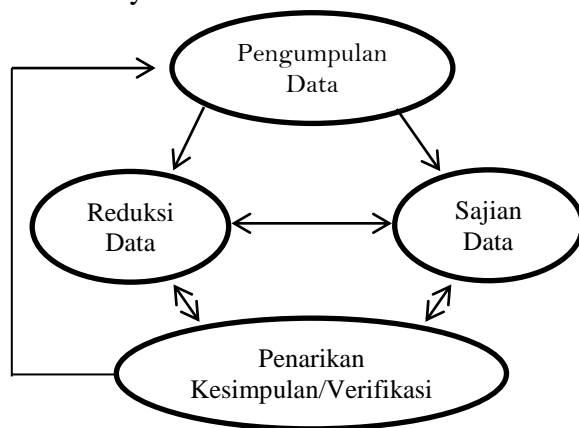 Pengumpulan
Data
Reduksi
Data
Sajian
Data
Penarikan
Kesimpulan/Verifikasi